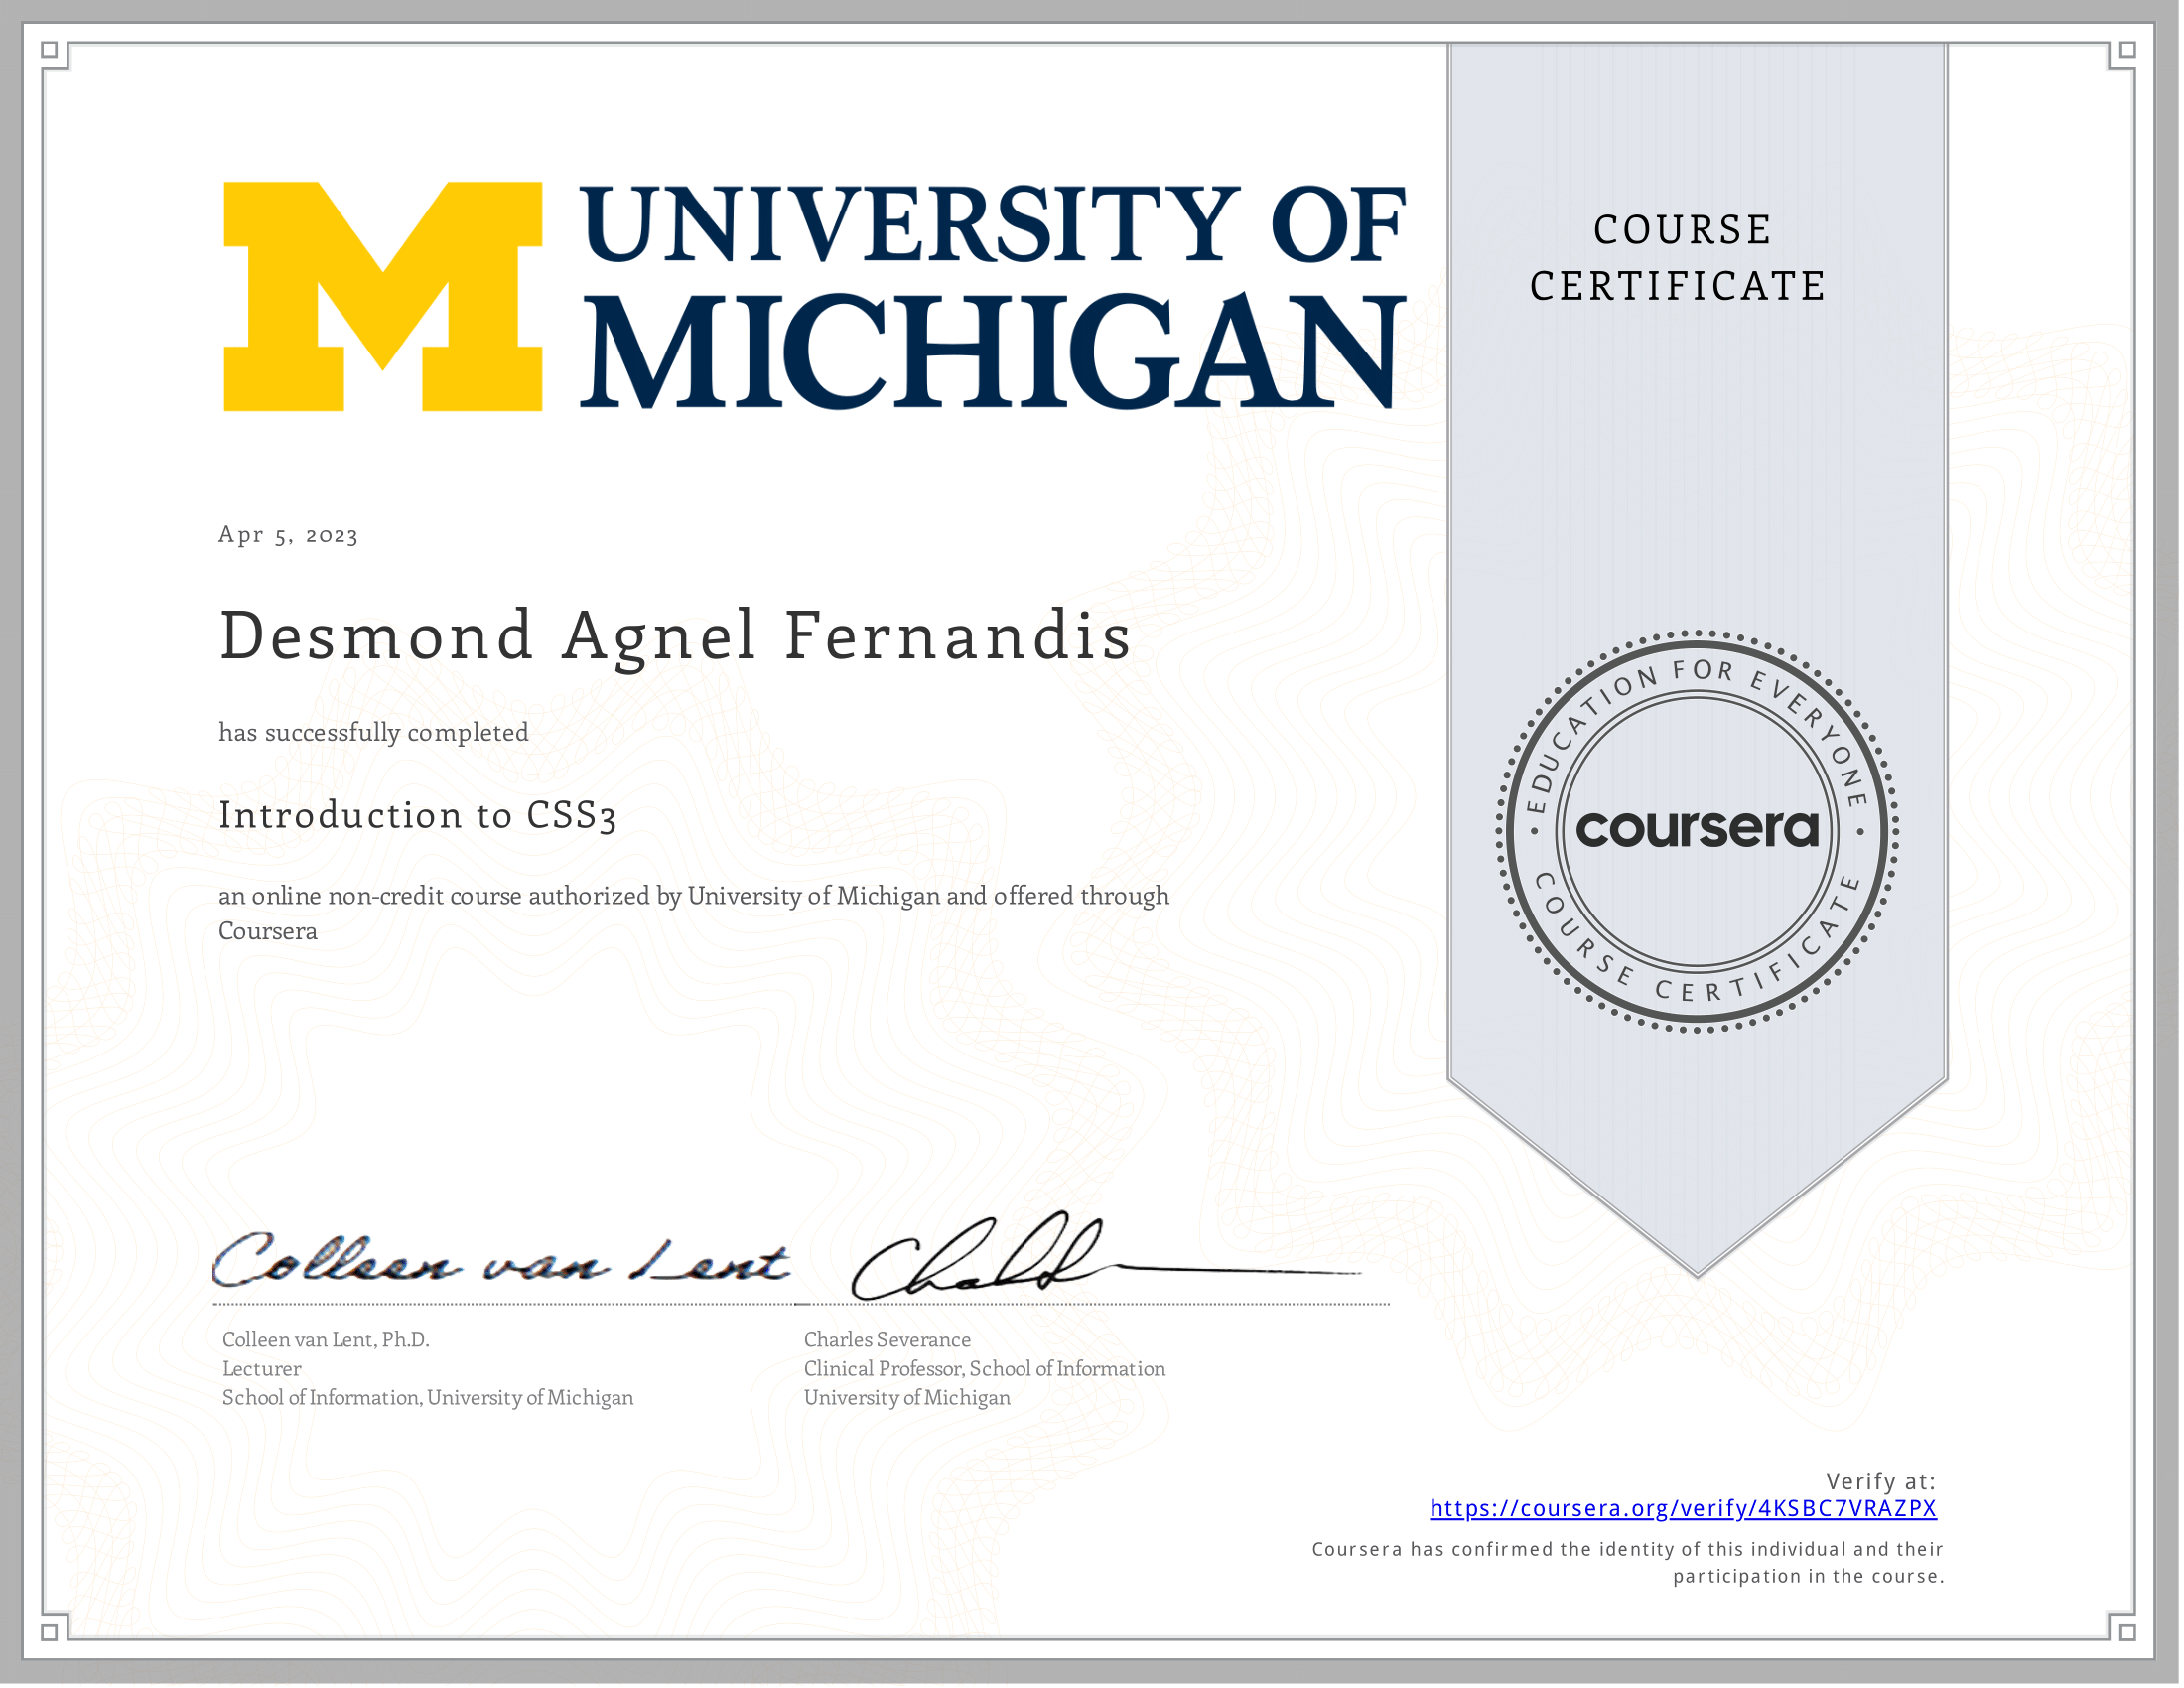 UNIVERSITY OF
MICHIGAN
COURSE
CERTIFICATE
Apr 5, 2023
Desmond Agnel Fernandis
has successfully completed
Introduction to CSS3
an online non-credit course authorized by University of Michigan and offered through
Coursera
EDUCATION FOR EVERYONE
coursera
COURSE CERTIFICATE
Colleen van Lent
Colleen van Lent, Ph.D.
Lecturer
School of Information, University of Michigan
Charles Severance
Clinical Professor, School of Information
University of Michigan
Verify at:
https://coursera.org/verify/4KSBC7VRAZPX
Coursera has confirmed the identity of this individual and their
participation in the course.